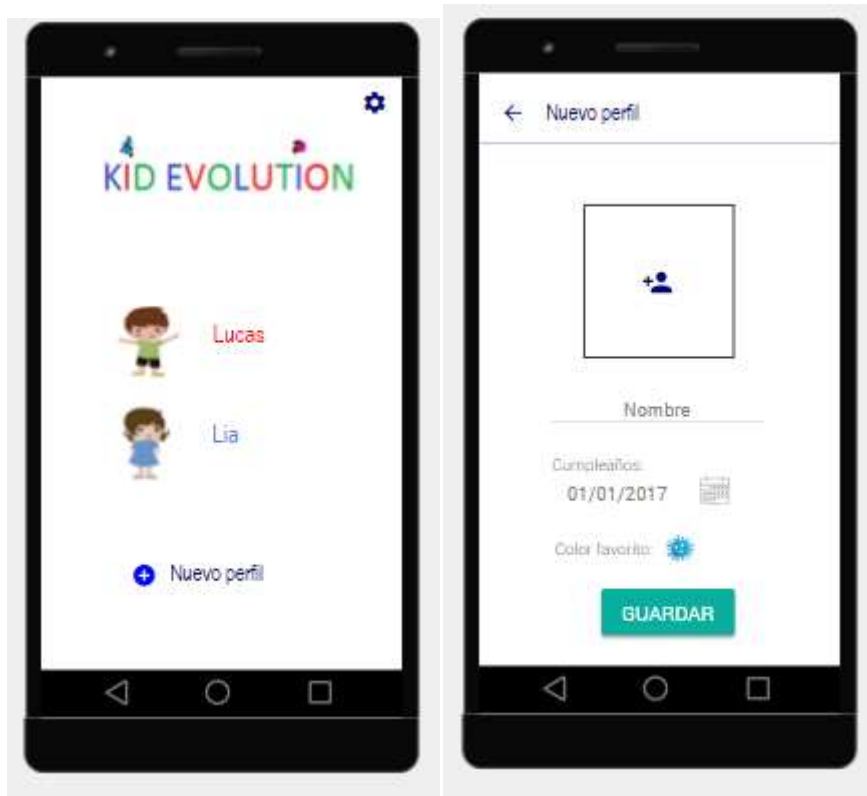 KID EVOLUTION
Lucas
Lia
Nuevo perfil
Nuevo perfil
Nombre
Cumpleaños:
01/01/2017
Color favorito:
GUARDAR